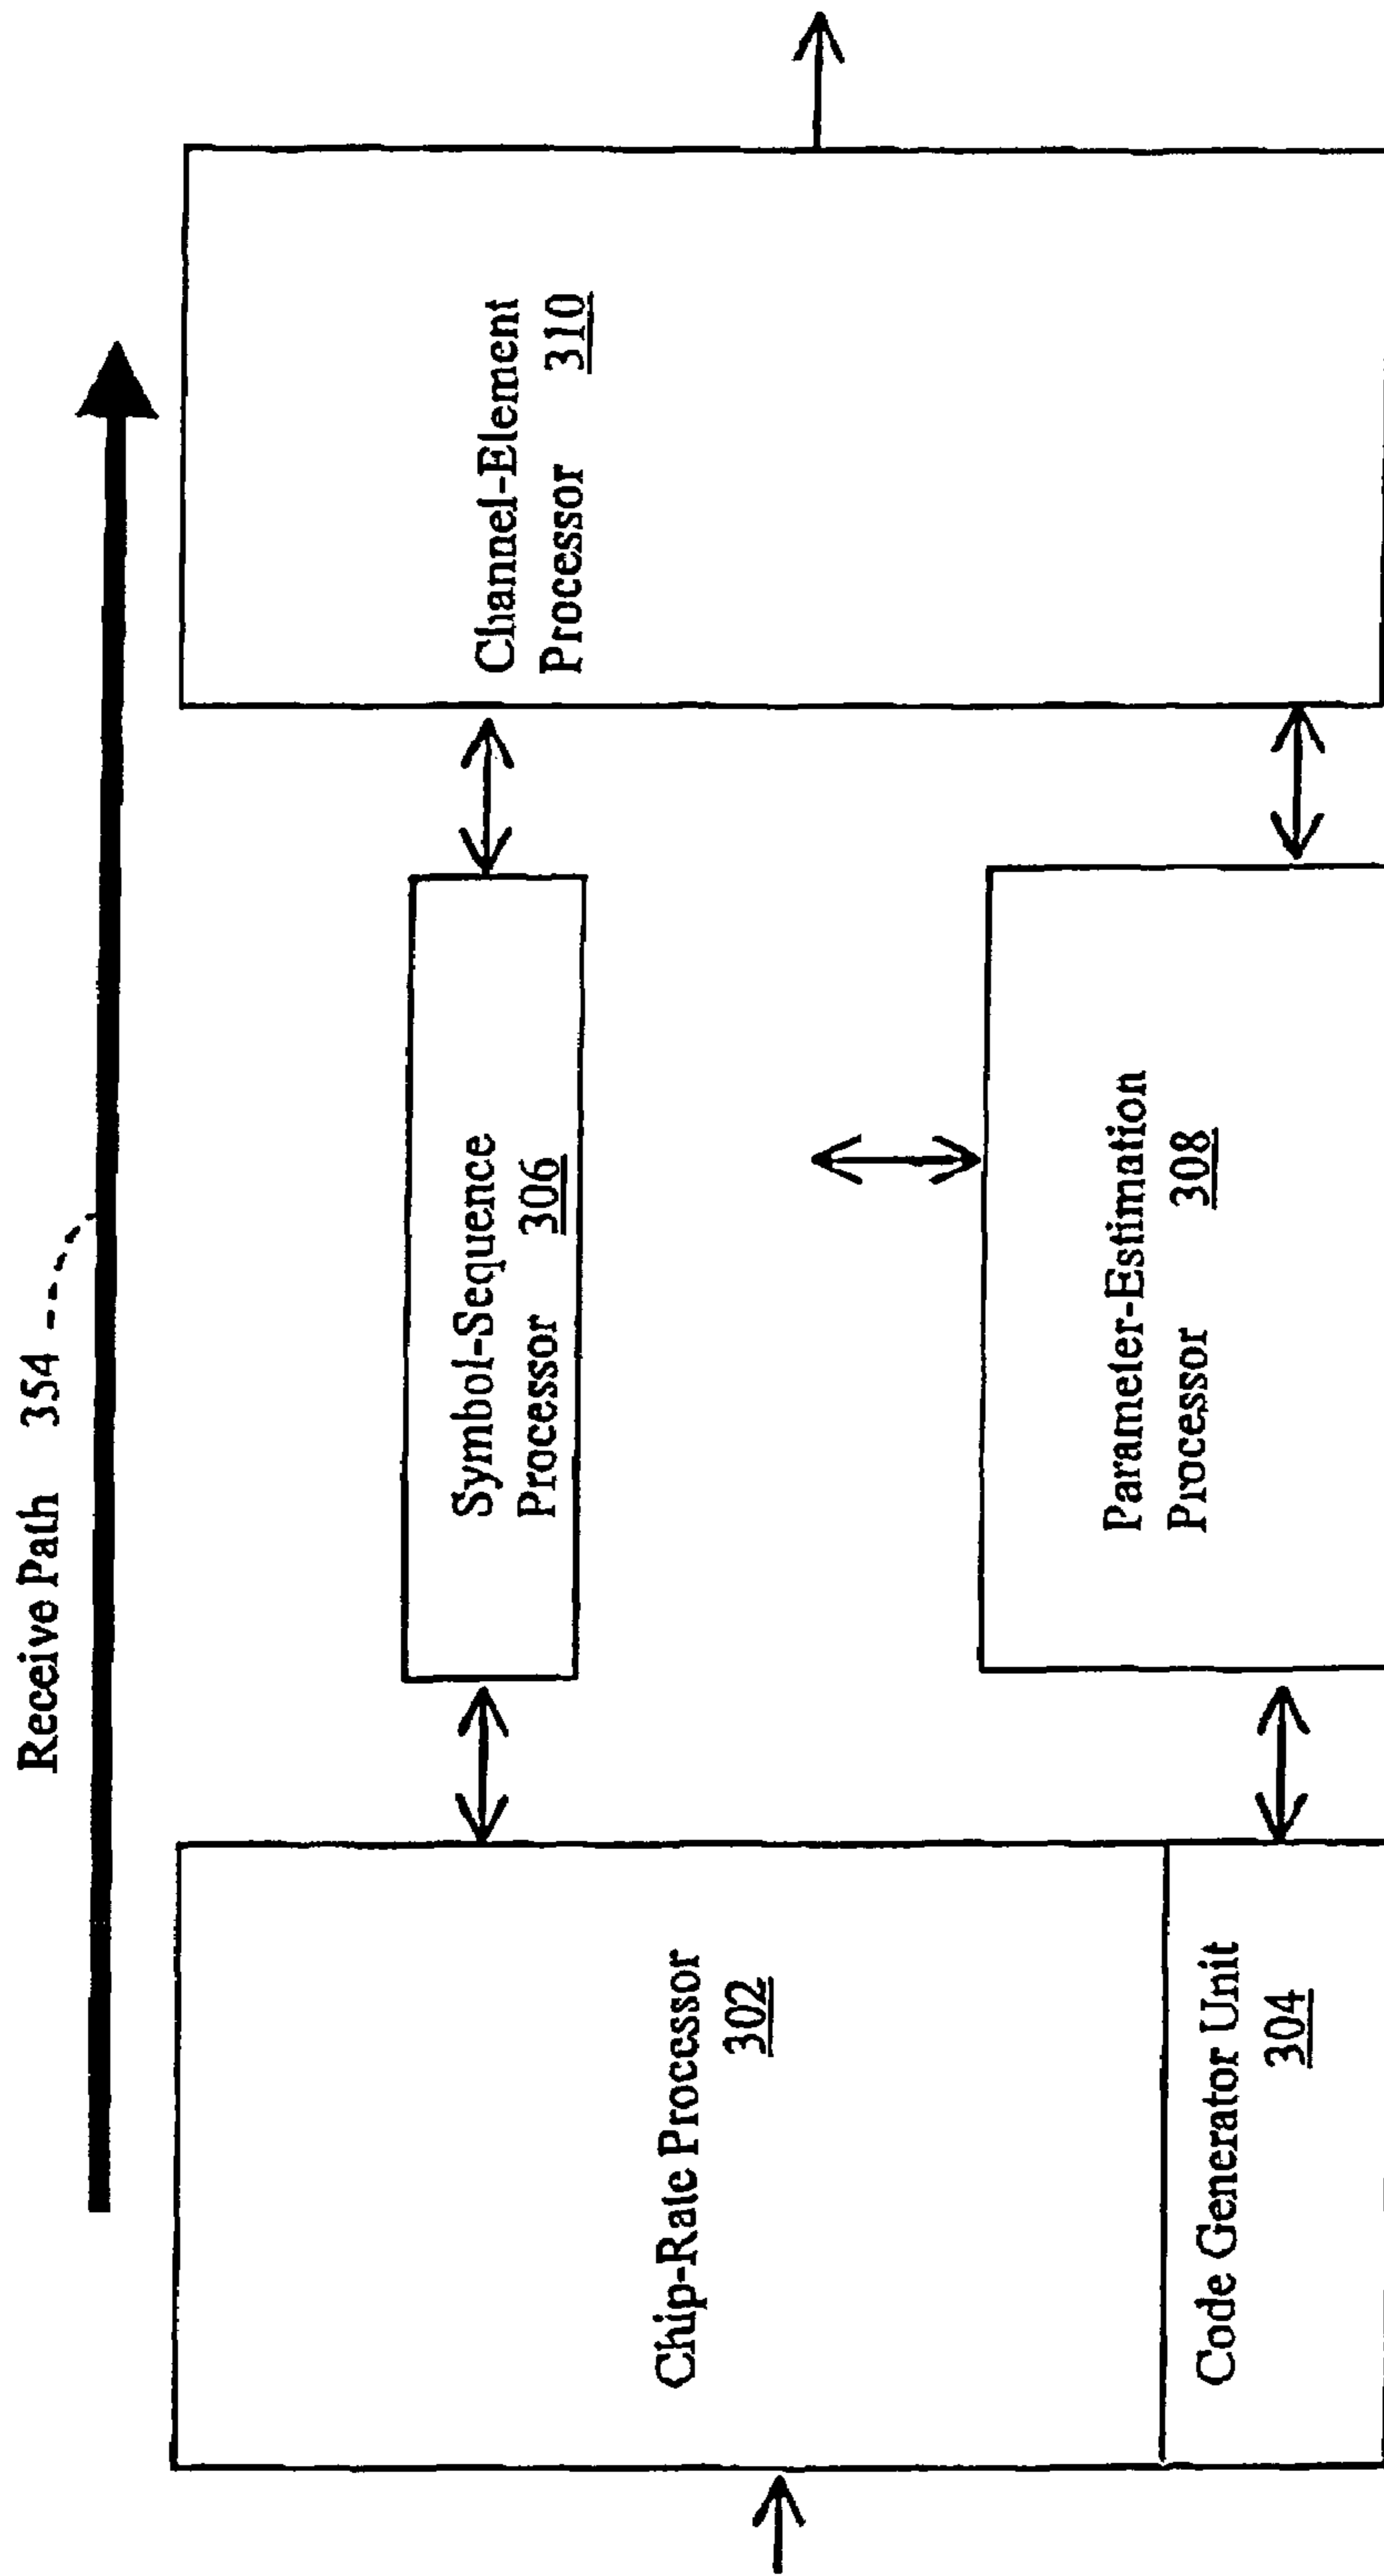 Receive Path 354
Chip-Rate Processor
302
Code Generator Unit
304
Symbol-Sequence
Processor 306
Parameter-Estimation
Processor 308
Channel-Element
Processor 310